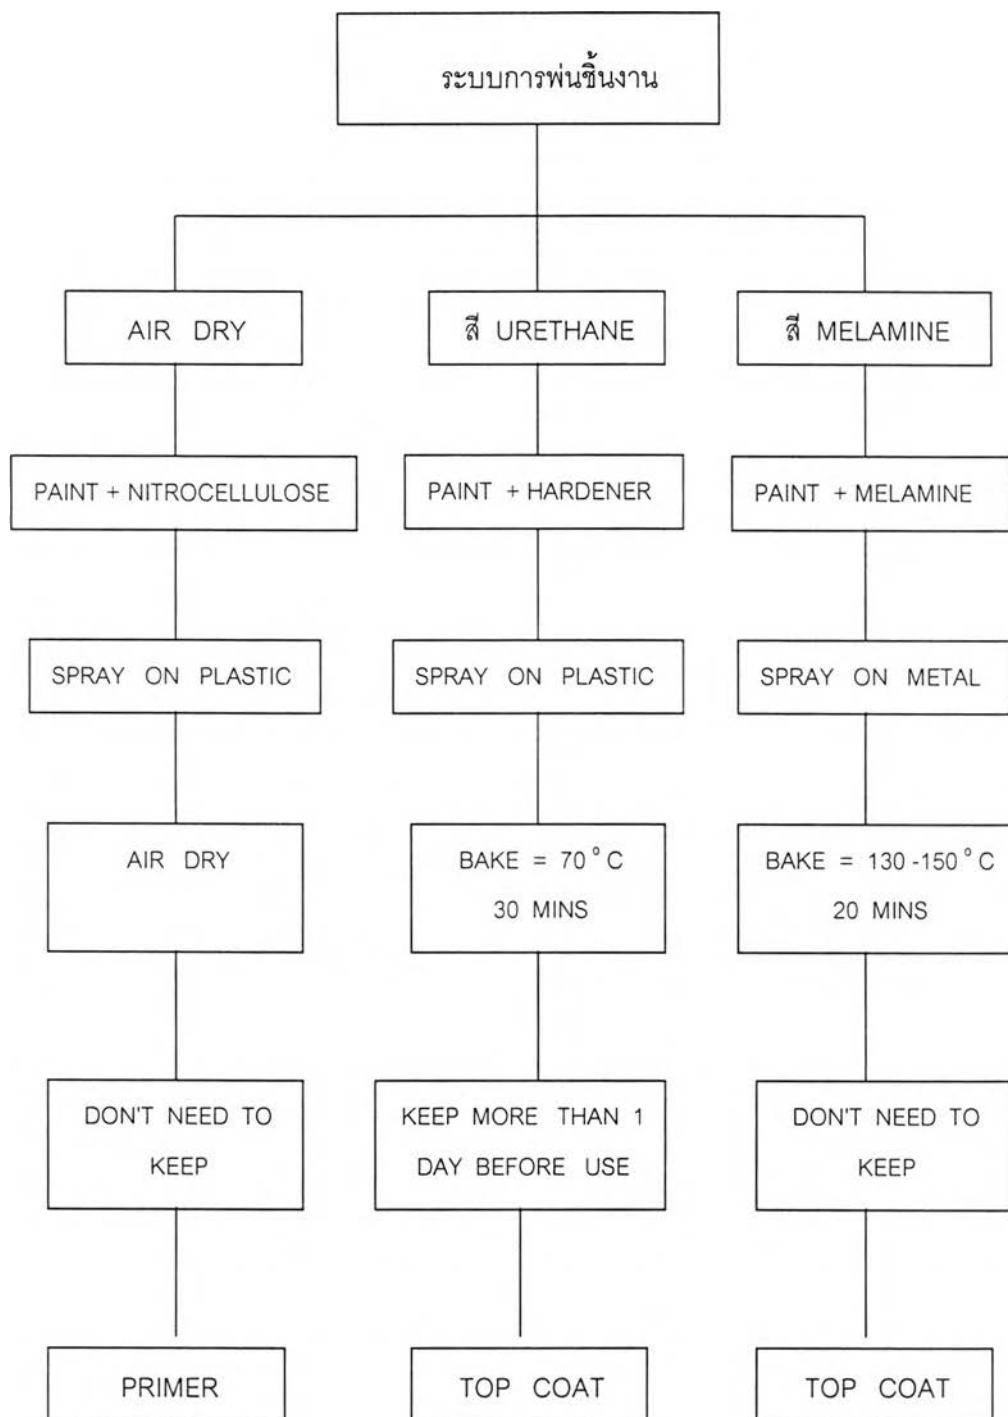 ระบบการพ่นชิ้นงาน
AIR DRY
สี URETHANE
สี MELAMINE
PAINT + NITROCELLULOSE
PAINT + HARDENER
PAINT + MELAMINE
SPRAY ON PLASTIC
SPRAY ON PLASTIC
SPRAY ON METAL
AIR DRY
BAKE = 70 °C
30 MINS
BAKE = 130 -150 °C
20 MINS
DON'T NEED TO
KEEP
KEEP MORE THAN 1
DAY BEFORE USE
DON'T NEED TO
KEEP
PRIMER
TOP COAT
TOP COAT